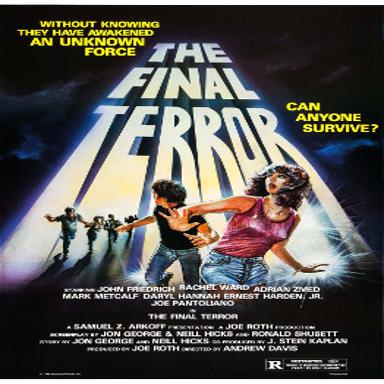 WITHOUT KNOWING
THEY HAVE AWAKENED
AN UNKNOWN
FORCE
THE
FINAL
TERROR
CAN
ANYONE
SURVIVE?
STARRING JOHN FRIEDRICH RACHEL WARD ADRIAN ZMED
MARK METCALF DARYL HANNAH ERNEST HARDEN, JR.
JOE PANTOLIANO
IN
THE FINAL TERROR
A SAMUEL Z. ARKOFF PRESENTATION A JOE ROTH PRODUCTION
SCREENPLAY BY JON GEORGE & NEILL HICKS AND RONALD SHUSETT
STORY BY JON GEORGE AND NEILL HICKS CO PRODUCED BY J. STEIN KAPLAN
PRODUCED BY JOE ROTH DIRECTED BY ANDREW DAVIS
R RESTRICTED